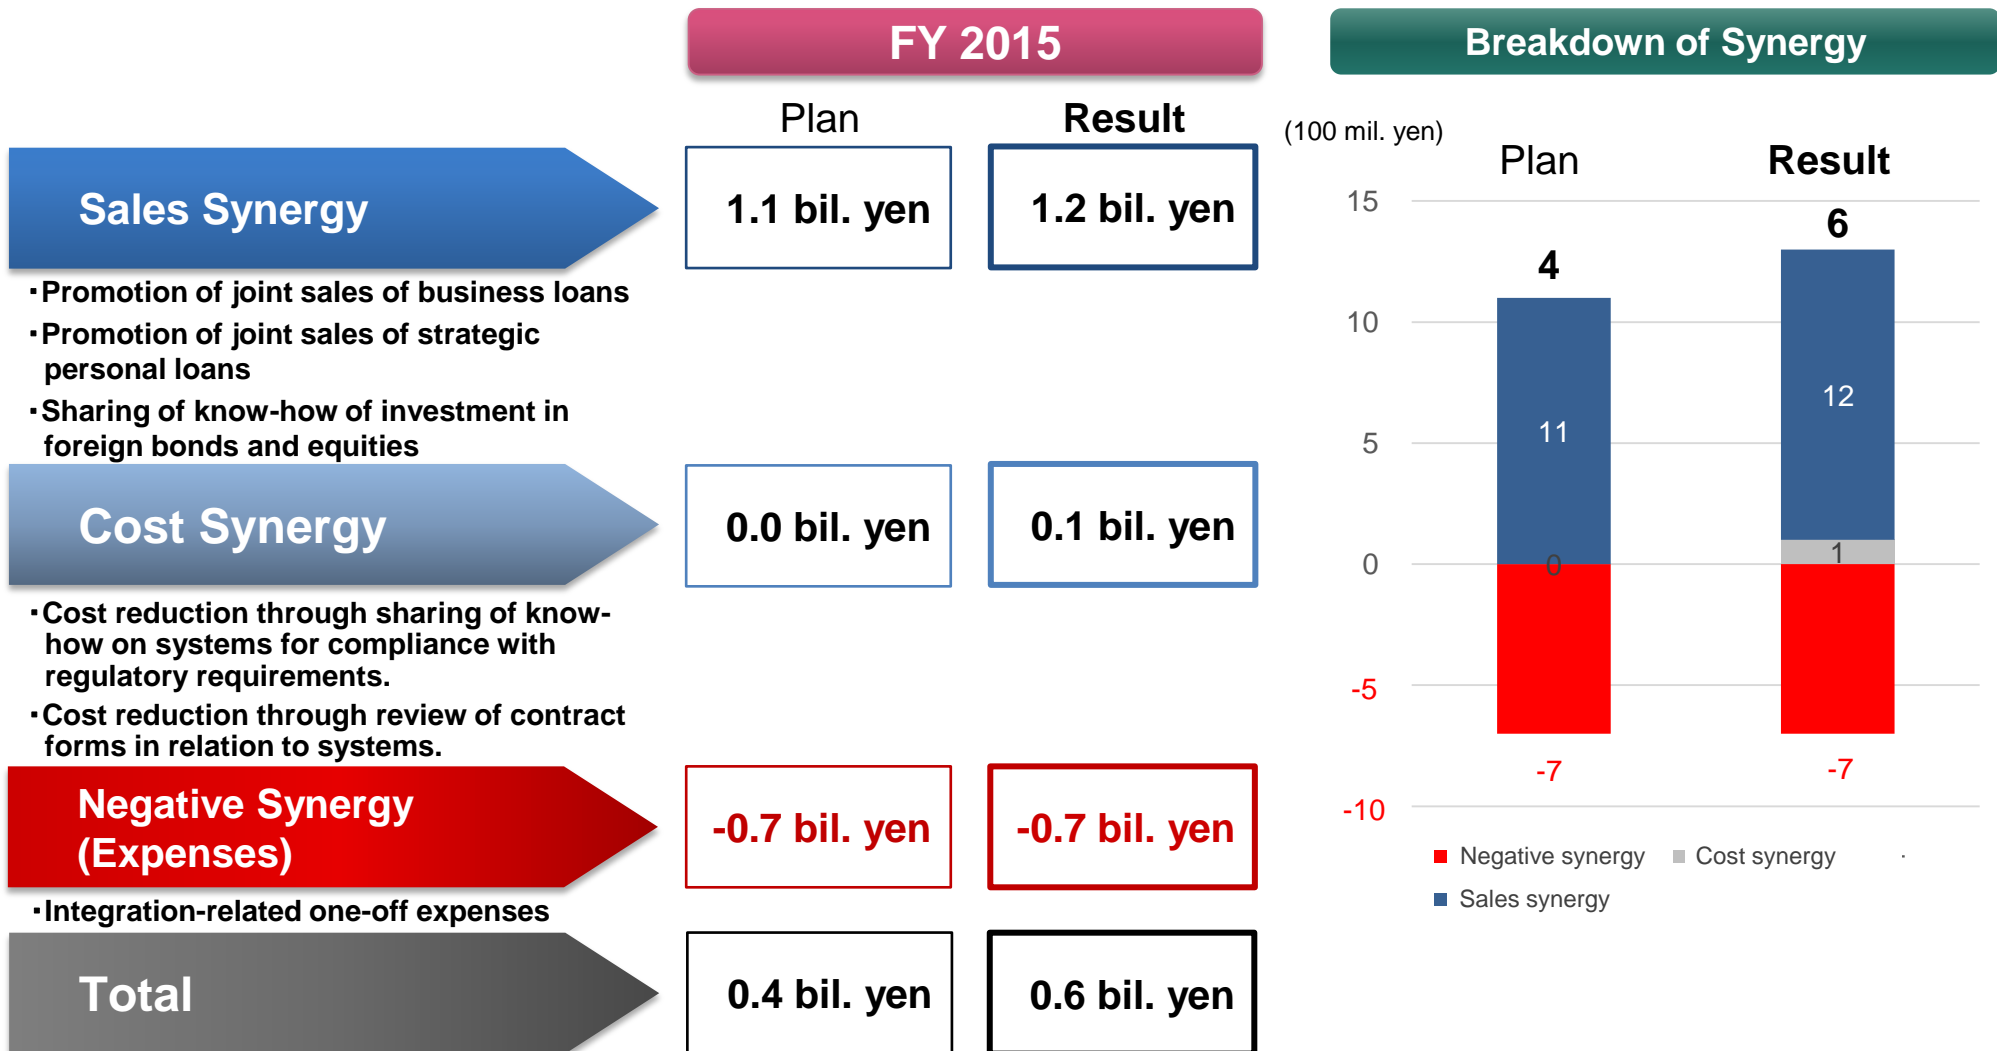 FY 2015
Breakdown of Synergy
Plan
Result
Sales Synergy
1.1 bil. yen
1.2 bil. yen
・Promotion of joint sales of business loans
・Promotion of joint sales of strategic
personal loans
・Sharing of know-how of investment in
foreign bonds and equities
Cost Synergy
0.0 bil. yen
0.1 bil. yen
・Cost reduction through sharing of know-
how on systems for compliance with
regulatory requirements.
・Cost reduction through review of contract
forms in relation to systems.
Negative Synergy
(Expenses)
-0.7 bil. yen
-0.7 bil. yen
・Integration-related one-off expenses
Total
0.4 bil. yen
0.6 bil. yen
(100 mil. yen)
Plan
Result
15
10
5
0
-5
-10
4
11
0
-7
6
12
1
-7
Negative synergy
Cost synergy
Sales synergy